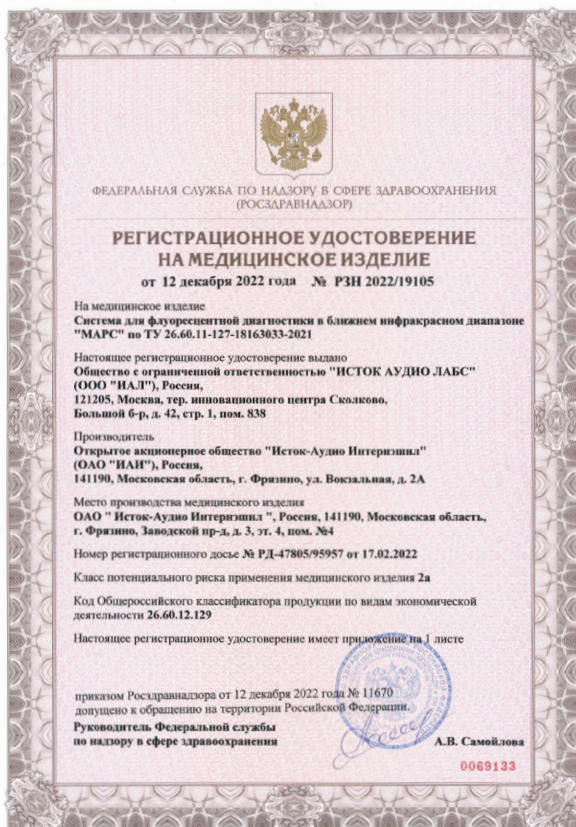 ФЕДЕРАЛЬНАЯ СЛУЖБА ПО НАДЗОРУ В СФЕРЕ ЗДРАВООХРАНЕНИЯ
(РОСЗДРАВНАДЗОР)
РЕГИСТРАЦИОННОЕ УДОСТОВЕРЕНИЕ
НА МЕДИЦИНСКОЕ ИЗДЕЛИЕ
от 12 декабря 2022 года № РЗН 2022/19105
На медицинское изделие
Система для флуоресцентной диагностики в ближнем инфракрасном диапазоне
"МАРС" по ТУ 26.60.11-127-18163033-2021
Настоящее регистрационное удостоверение выдано
Общество с ограниченной ответственностью "ИСТОК АУДИО ЛАБС"
(ООО "ИАЛ"), Россия,
121205, Москва, тер. инновационного центра Сколково,
Большой б-р, д. 42, стр. 1, пом. 838
Производитель
Открытое акционерное общество "Исток-Аудио Интернэшнл"
(ОАО "ИАИ"), Россия,
141190, Московская область, г. Фрязино, ул. Вокзальная, д. 2А
Место производства медицинского изделия
ОАО " Исток-Аудио Интернэшнл ", Россия, 141190, Московская область,
г. Фрязино, Заводской пр-д, д. 3, эт. 4, пом. №4
Номер регистрационного досье № РД-47805/95957 от 17.02.2022
Класс потенциального риска применения медицинского изделия 2а
Код Общероссийского классификатора продукции по видам экономической
деятельности 26.60.12.129
Настоящее регистрационное удостоверение имеет приложение на 1 листе
приказом Росздравнадзора от 12 декабря 2022 года № 11670
допущено к обращению на территории Российской Федерации.
Руководитель Федеральной службы
по надзору в сфере здравоохранения
А.В. Самойлова
0069133